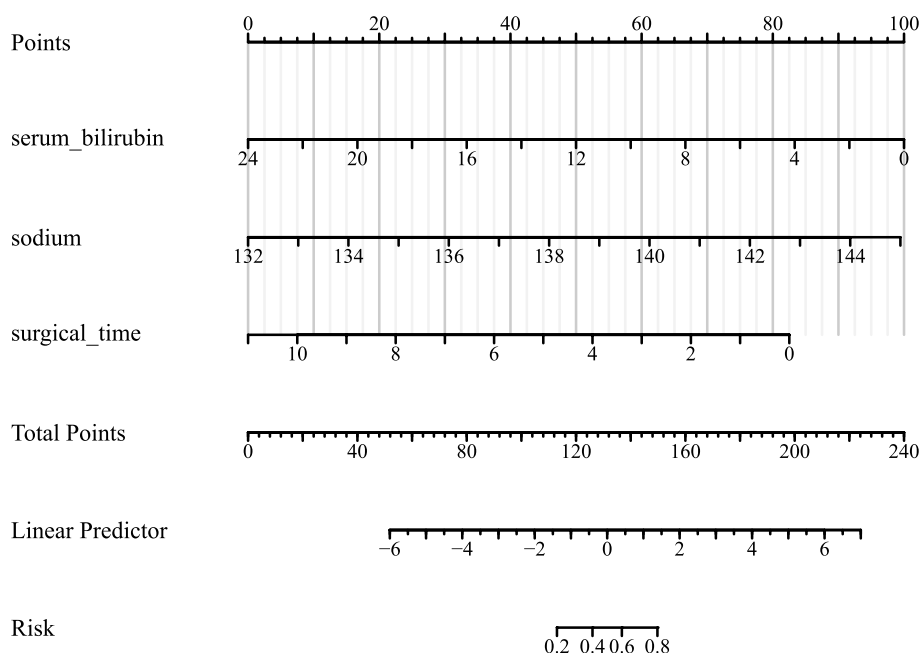 0 20 40 60 80 100
Points
serum_bilirubin
24 20 16 12 8 4 0
sodium
132 134 136 138 140 142 144
surgical_time
10 8 6 4 2 0
Total Points
0 40 80 120 160 200 240
Linear Predictor
−6 −4 −2 0 2 4 6
Risk
0.2 0.4 0.6 0.8